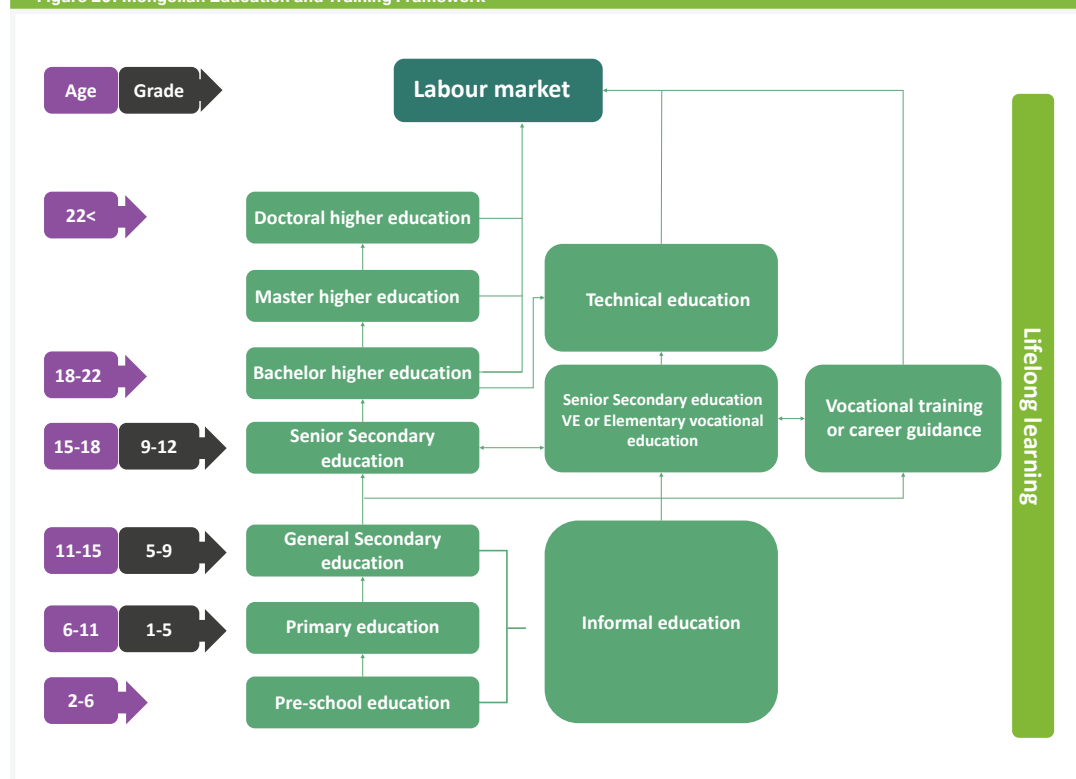 Age
Grade
Labour market
22<
Doctoral higher education
Master higher education
Technical education
18-22
Bachelor higher education
Senior Secondary education
VE or Elementary vocational
education
Vocational training
or career guidance
15-18
9-12
Senior Secondary
education
11-15
5-9
General Secondary
education
6-11
1-5
Primary education
Informal education
2-6
Pre-school education
Lifelong learning